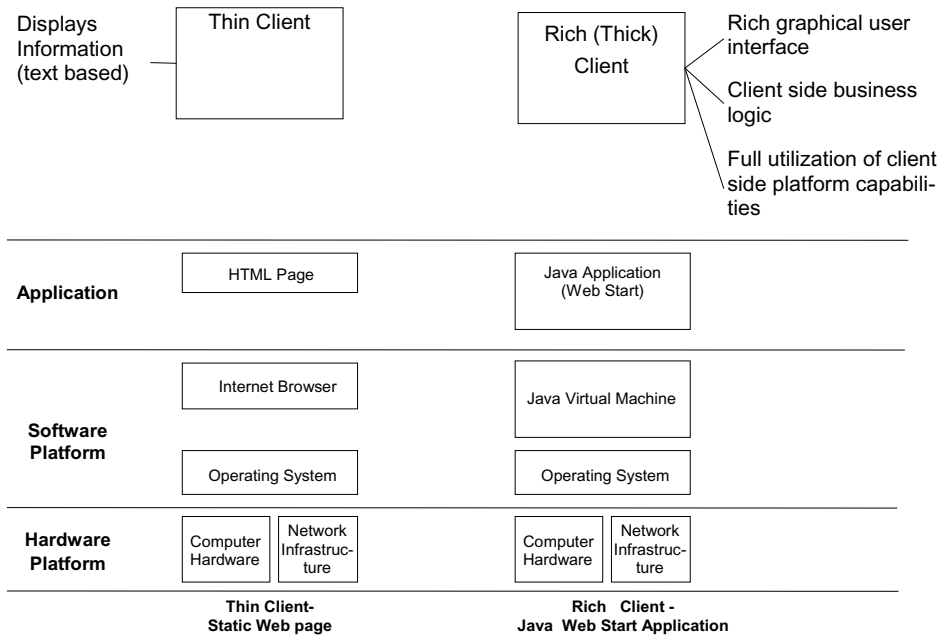 Displays
Information
(text based)
Thin Client
Rich (Thick)
Client
Rich graphical user
interface
Client side business
logic
Full utilization of client
side platform capabili-
ties
Application
HTML Page
Java Application
(Web Start)
Software
Platform
Internet Browser
Java Virtual Machine
Operating System
Operating System
Hardware
Platform
Computer
Hardware
Network
Infrastruc-
ture
Computer
Hardware
Network
Infrastruc-
ture
Thin Client-
Static Web page
Rich Client -
Java Web Start Application